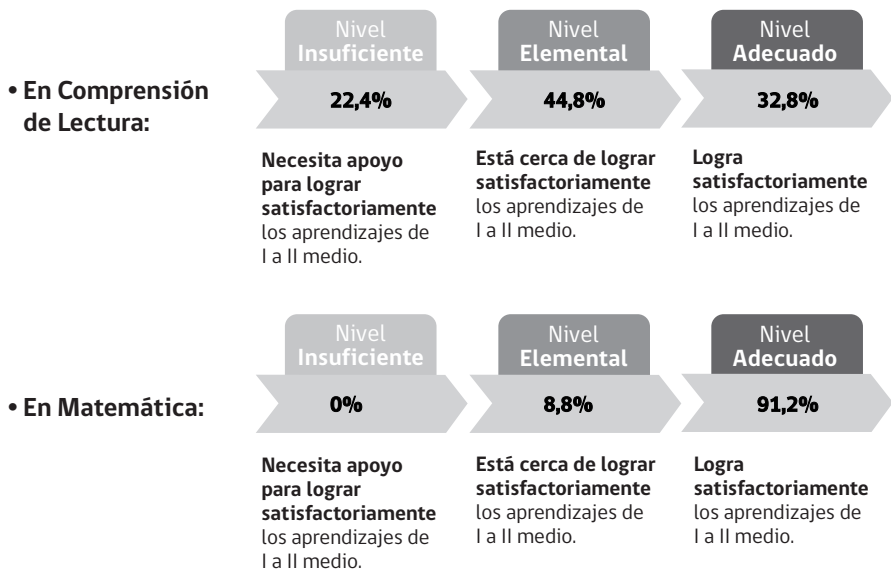 Nivel
Insuficiente
Nivel
Elemental
Nivel
Adecuado
• En Comprensión
de Lectura:
22,4%
44,8%
32,8%
Necesita apoyo
para lograr
satisfactoriamente
los aprendizajes de
I a II medio.
Está cerca de lograr
satisfactoriamente
los aprendizajes de
I a II medio.
Logra
satisfactoriamente
los aprendizajes de
I a II medio.
Nivel
Insuficiente
Nivel
Elemental
Nivel
Adecuado
• En Matemática:
0%
8,8%
91,2%
Necesita apoyo
para lograr
satisfactoriamente
los aprendizajes de
I a II medio.
Está cerca de lograr
satisfactoriamente
los aprendizajes de
I a II medio.
Logra
satisfactoriamente
los aprendizajes de
I a II medio.